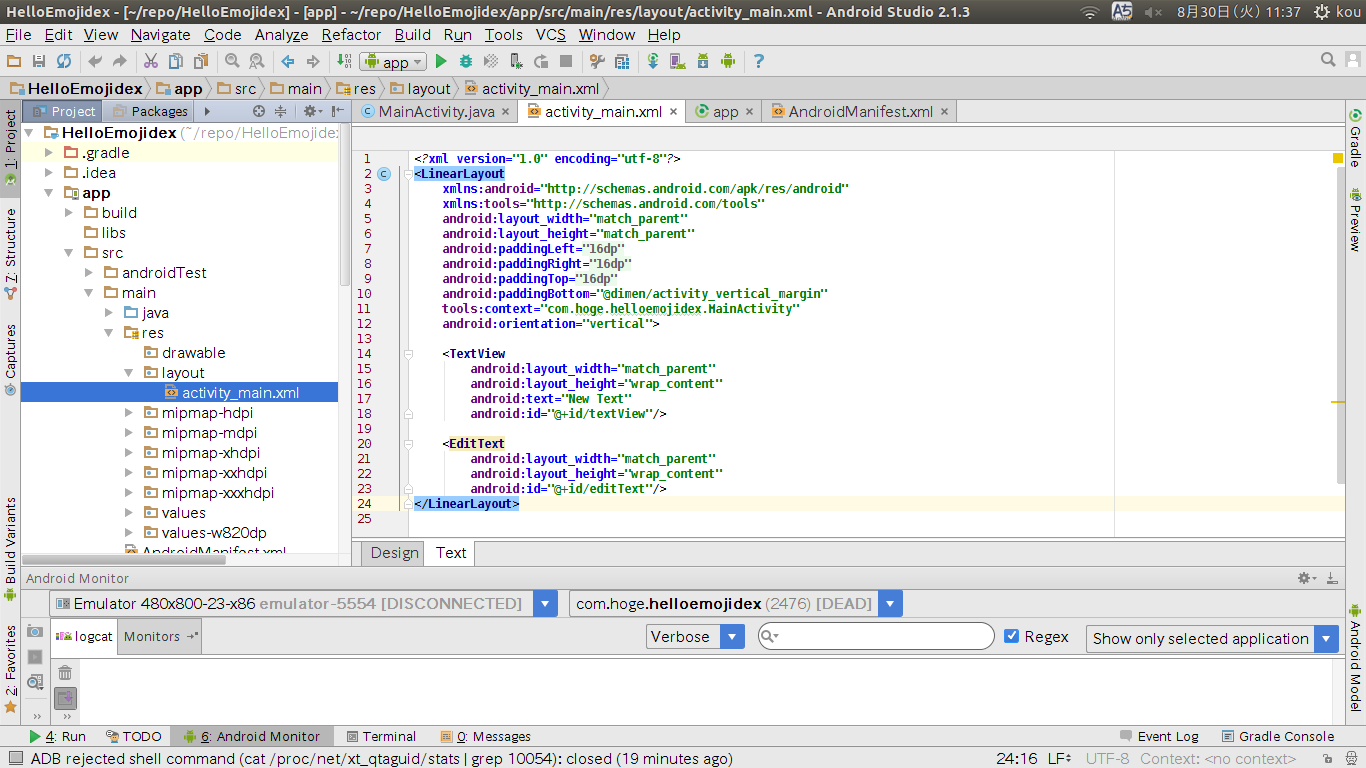 HelloEmojidex - [~/repo/HelloEmojidex] - [app] - ~/repo/HelloEmojidex/app/src/main/res/layout/activity_main.xml - Android Studio 2.1.3
8月30日(火) 11:37 kou
File Edit View Navigate Code Analyze Refactor Build Run Tools VCS Window Help
app
HelloEmojidex app src main res layout activity_main.xml
Project Packages
MainActivity.java × activity_main.xml × app × AndroidManifest.xml ×
1: Project
7: Structure
Captures
Build Variants
2: Favorites
HelloEmojidex (~/repo/HelloEmojidex
.gradle
.idea
app
build
libs
src
androidTest
main
java
res
drawable
layout
activity_main.xml
mipmap-hdpi
mipmap-mdpi
mipmap-xhdpi
mipmap-xxhdpi
mipmap-xxxhdpi
values
values-w820dp
AndroidManifest.xml
1 <?xml version="1.0" encoding="utf-8"?>
2 <LinearLayout
3 xmlns:android="http://schemas.android.com/apk/res/android"
4 xmlns:tools="http://schemas.android.com/tools"
5 android:layout_width="match_parent"
6 android:layout_height="match_parent"
7 android:paddingLeft="16dp"
8 android:paddingRight="16dp"
9 android:paddingTop="16dp"
10 android:paddingBottom="@dimen/activity_vertical_margin"
11 tools:context="com.hoge.helloemojidex.MainActivity"
12 android:orientation="vertical">
13
14 <TextView
15 android:layout_width="match_parent"
16 android:layout_height="wrap_content"
17 android:text="New Text"
18 android:id="@+id/textView"/>
19
20 <EditText
21 android:layout_width="match_parent"
22 android:layout_height="wrap_content"
23 android:id="@+id/editText"/>
24 </LinearLayout>
25
Design Text
Gradle
Preview
Android Model
Android Monitor
Emulator 480x800-23-x86 emulator-5554 [DISCONNECTED] com.hoge.helloemojidex (2476) [DEAD]
logcat Monitors Verbose Regex Show only selected application
4: Run TODO 6: Android Monitor Terminal 0: Messages Event Log Gradle Console
ADB rejected shell command (cat /proc/net/xt_qtaguid/stats | grep 10054): closed (19 minutes ago) 24:16 LF UTF-8 Context: <no context>